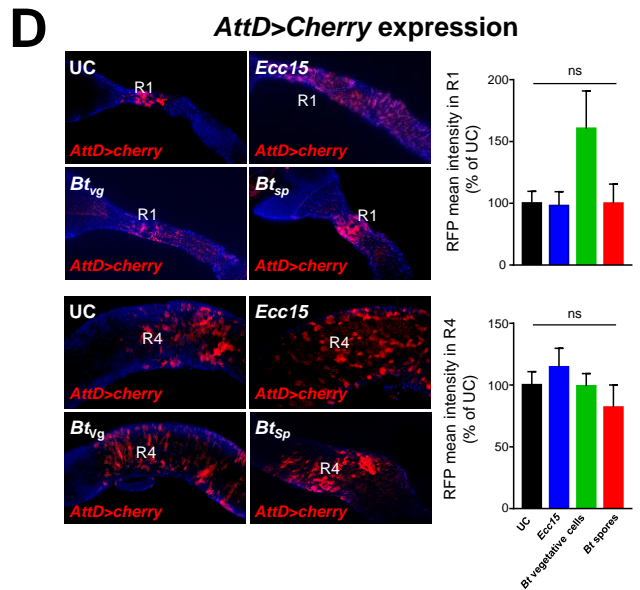 D
AttD>Cherry expression
UC
R1
AttD>cherry
Ecc15
R1
AttD>cherry
Btvg
R1
AttD>cherry
Btsp
R1
AttD>cherry
RFP mean intensity in R1
(% of UC)
200
150
100
50
0
ns
UC
R4
AttD>cherry
Ecc15
R4
AttD>cherry
BtVg
R4
AttD>cherry
BtSp
R4
AttD>cherry
RFP mean intensity in R4
(% of UC)
150
100
50
0
ns
UC
Ecc15
Bt vegetative cells
Bt spores